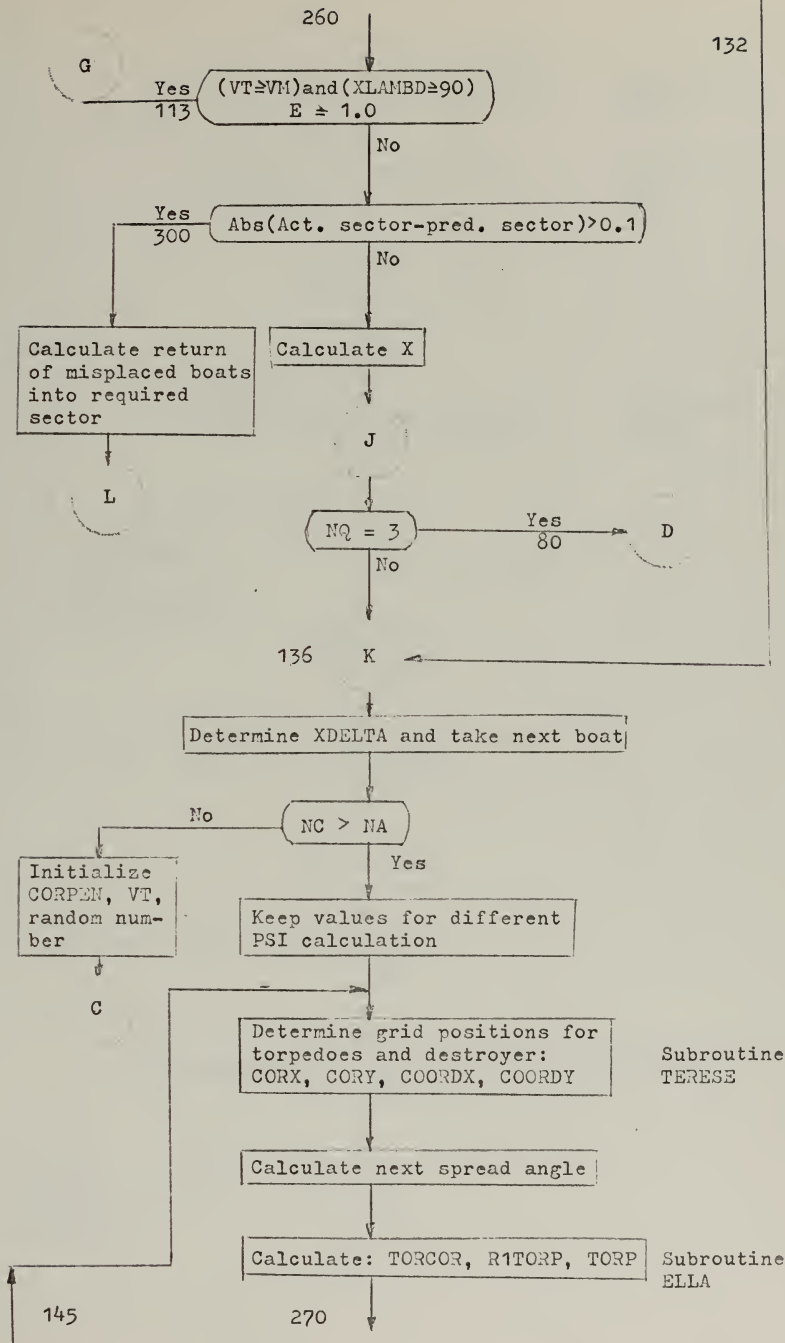 260
132
G
Yes
113
(VT≧VM)and(XLAMBD≧90)
E ≐ 1.0
No
Yes
300
Abs(Act. sector-pred. sector)>0.1
No
Calculate return
of misplaced boats
into required
sector
Calculate X
J
L
NQ = 3
Yes
80
D
No
136 K
Determine XDELTA and take next boat
No
NC > NA
Yes
Initialize
CORPEN, VT,
random num-
ber
Keep values for different
PSI calculation
C
Determine grid positions for
torpedoes and destroyer:
CORX, CORY, COORDX, COORDY
Subroutine
TERESE
Calculate next spread angle
Calculate: TORCOR, R1TORP, TORP
Subroutine
ELLA
145
270